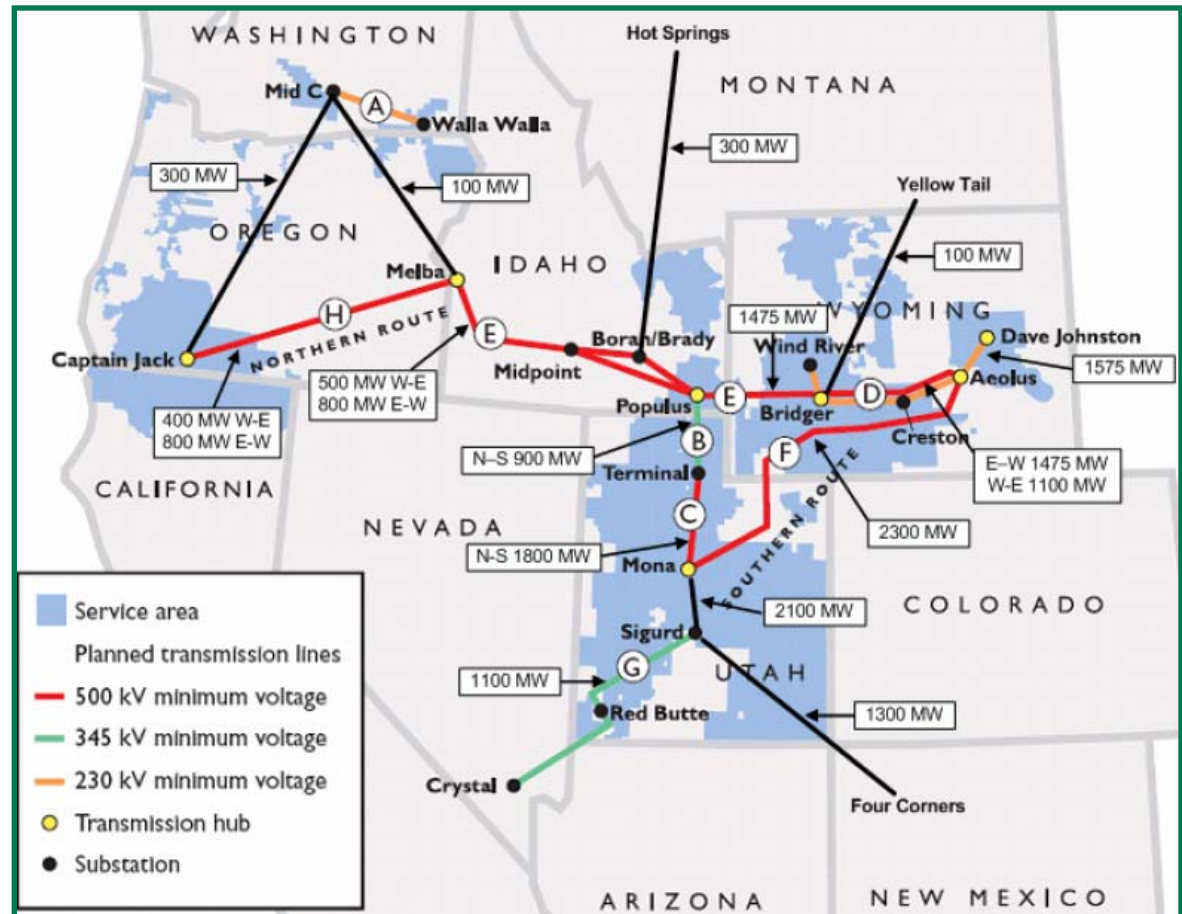 WASHINGTON
Hot Springs
MONTANA
Mid C
A
Walla Walla
300 MW
300 MW
100 MW
Yellow Tail
OREGON
100 MW
Melba
IDAHO
WYOMING
1475 MW
H
NORTHERN ROUTE
E
Borah/Brady
Wind River
Dave Johnston
Captain Jack
Midpoint
1575 MW
Aeolus
500 MW W-E
800 MW E-W
Populus
E
Bridger
D
Creston
400 MW W-E
800 MW E-W
N–S 900 MW
B
F
E–W 1475 MW
W-E 1100 MW
Terminal
CALIFORNIA
NEVADA
C
SOUTHERN ROUTE
2300 MW
N-S 1800 MW
Mona
Service area
2100 MW
COLORADO
Sigurd
Planned transmission lines
G
UTAH
1100 MW
500 kV minimum voltage
Red Butte
1300 MW
345 kV minimum voltage
230 kV minimum voltage
Crystal
Four Corners
Transmission hub
Substation
ARIZONA
NEW MEXICO